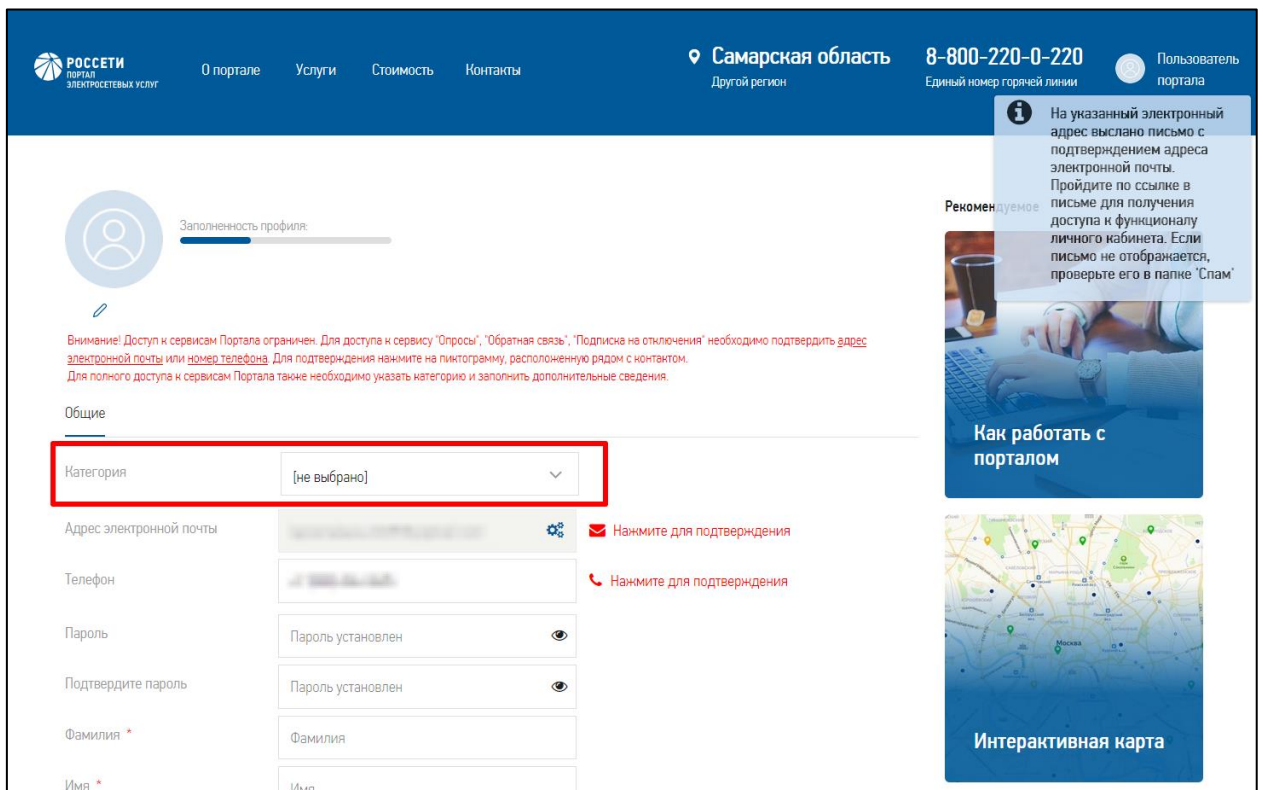 РОССЕТИ
ПОРТАЛ
ЭЛЕКТРОСЕТЕВЫХ УСЛУГ
О портале
Услуги
Стоимость
Контакты
Самарская область
Другой регион
8-800-220-0-220
Единый номер горячей линии
Пользователь
портала
На указанный электронный
адрес выслано письмо с
подтверждением адреса
электронной почты.
Пройдите по ссылке в
письме для получения
доступа к функционалу
личного кабинета. Если
письмо не отображается,
проверьте его в папке 'Спам'
Заполненность профиля:
Рекомендуемое
Внимание! Доступ к сервисам Портала ограничен. Для доступа к сервису "Опросы", "Обратная связь", "Подписка на отключения" необходимо подтвердить адрес
электронной почты или номер телефона. Для подтверждения нажмите на пиктограмму, расположенную рядом с контактом.
Для полного доступа к сервисам Портала также необходимо указать категорию и заполнить дополнительные сведения.
Общие
Категория
[не выбрано]
Адрес электронной почты
Нажмите для подтверждения
Телефон
Нажмите для подтверждения
Пароль
Пароль установлен
Подтвердите пароль
Пароль установлен
Фамилия *
Фамилия
Имя *
Имя
Как работать с
порталом
Москва
Интерактивная карта